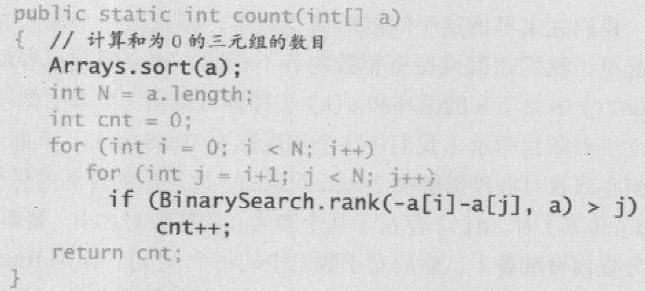 public static int count(int[] a)
{ // 计算和为 0 的三元组的数目
Arrays.sort(a);
int N = a.length;
int cnt = 0;
for (int i = 0; i < N; i++)
for (int j = i+1; j < N; j++)
if (BinarySearch.rank(-a[i]-a[j], a) > j)
cnt++;
return cnt;
}